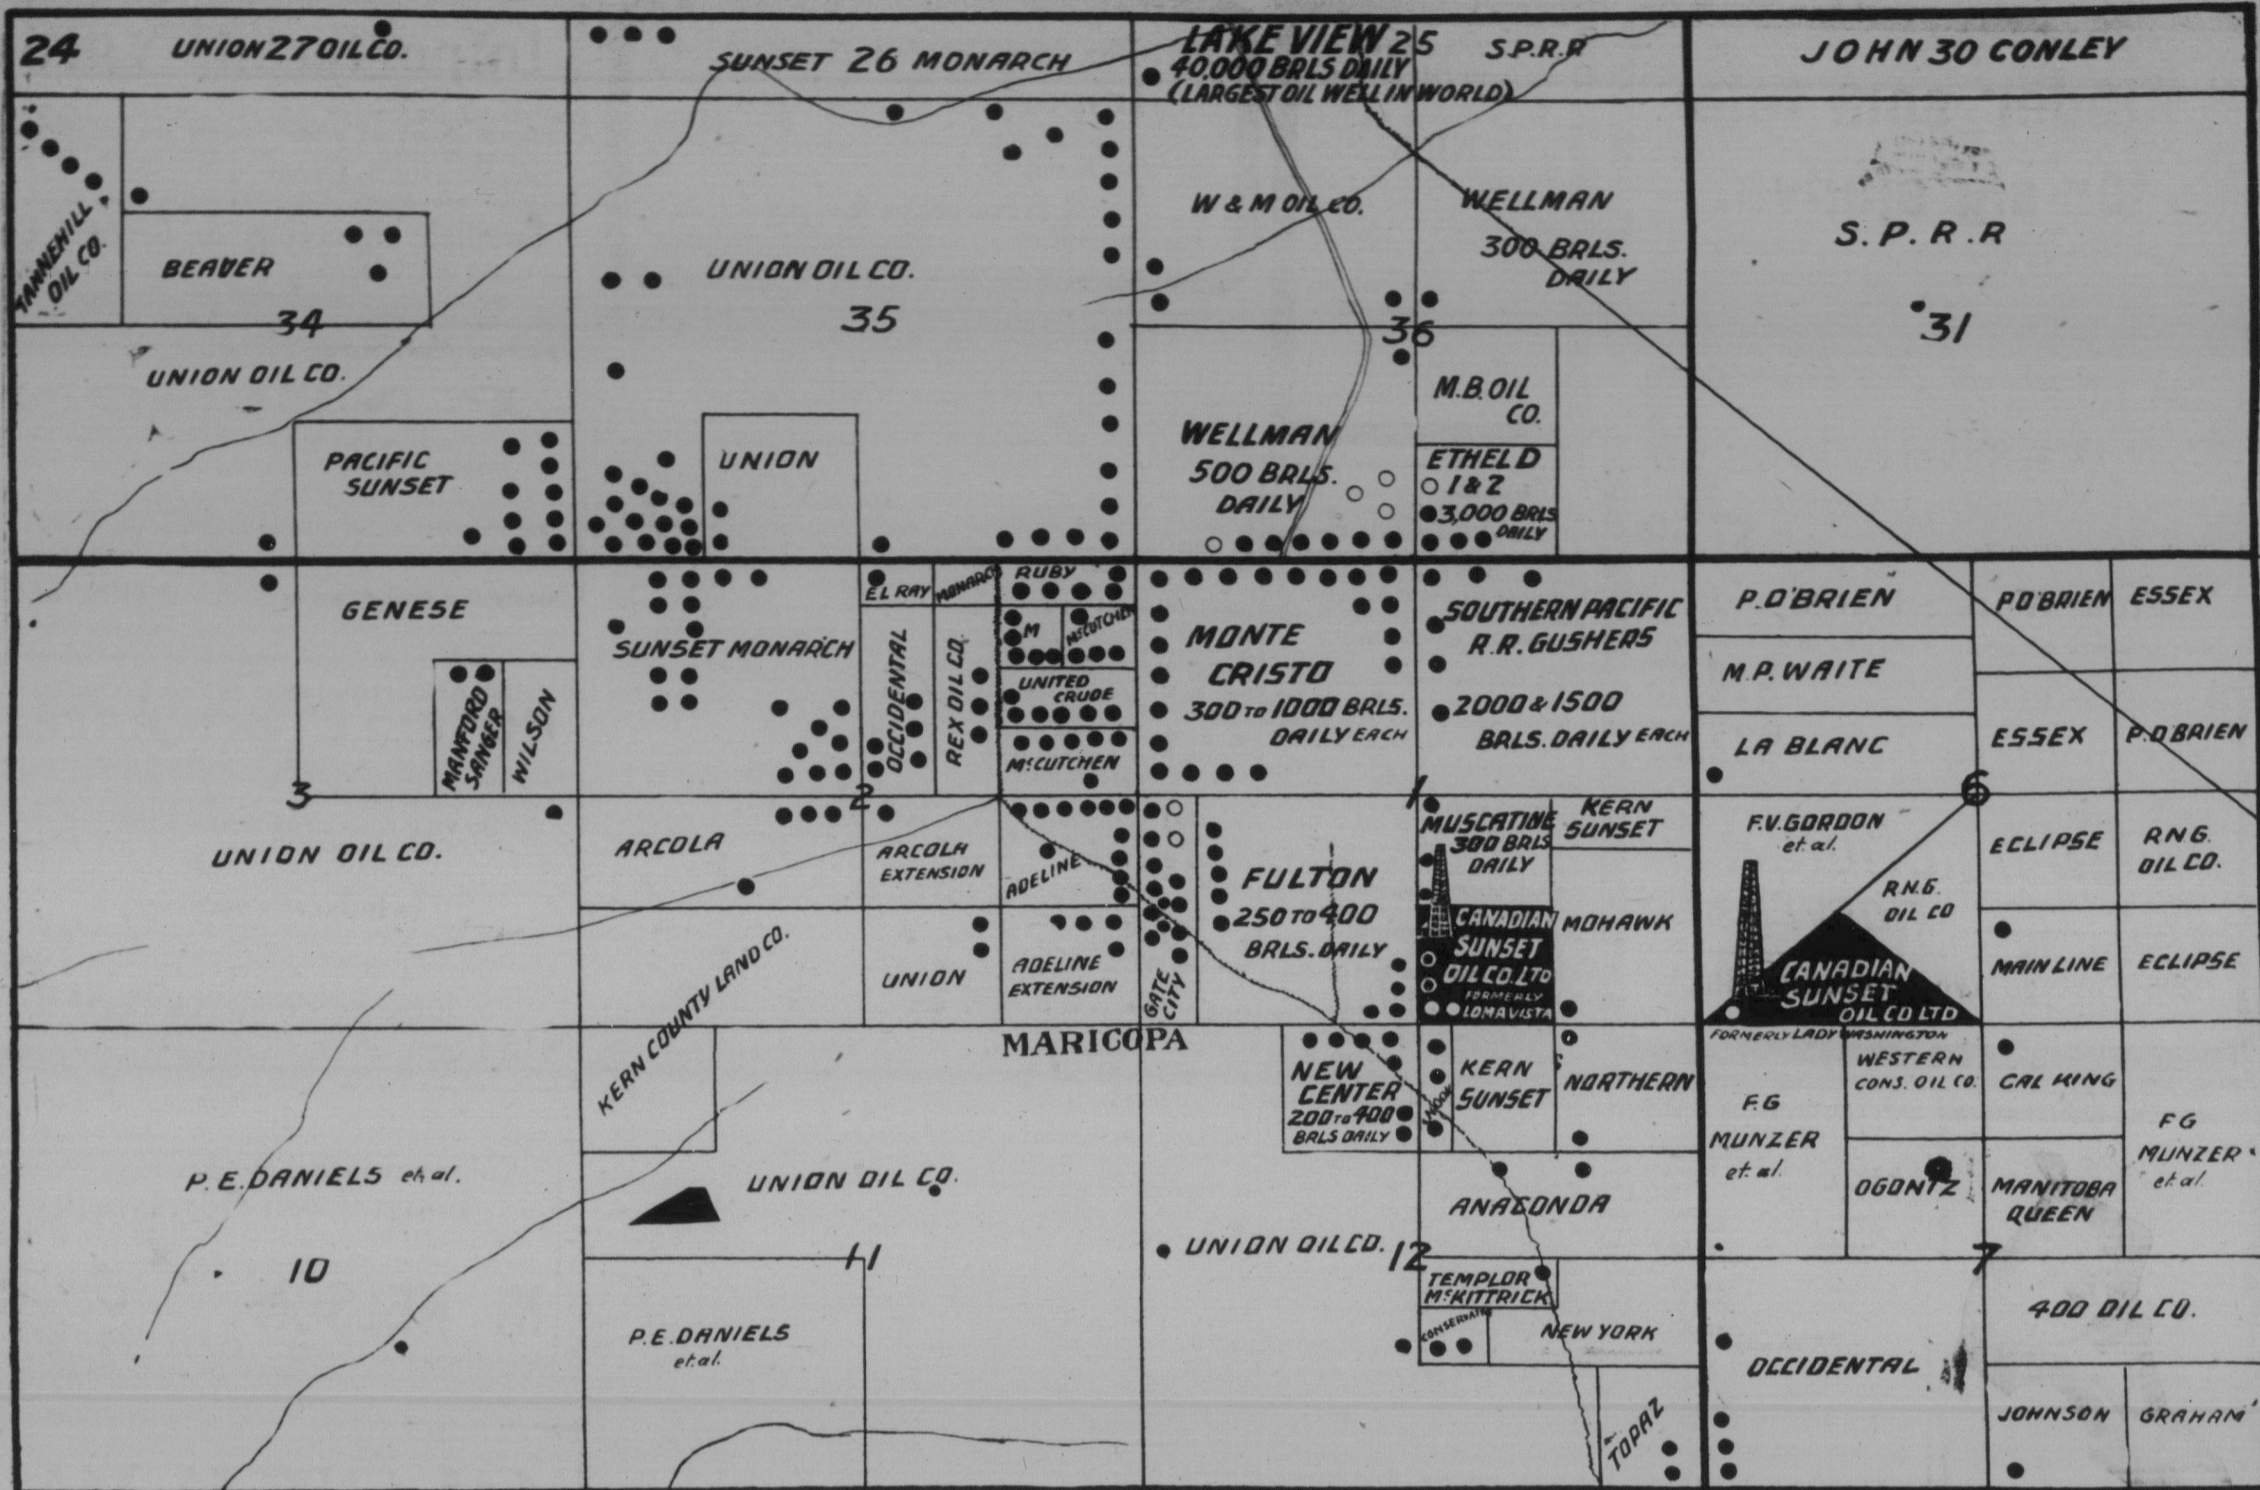 24
UNION 27 OIL CO.
SUNSET 26 MONARCH
LAKE VIEW 25
40,000 BRLS DAILY
(LARGEST OIL WELL IN WORLD)
S.P.R.R
JOHN 30 CONLEY
TANNEHILL
OIL CO.
BEAVER
34
UNION OIL CO.
PACIFIC
SUNSET
UNION OIL CO.
35
UNION
W & M OIL CO.
WELLMAN
300 BRLS.
DAILY
36
WELLMAN
500 BRLS.
DAILY
M.B. OIL
CO.
ETHEL D
1 & 2
3,000 BRLS
DAILY
S.P.R.R
31
GENESE
MANFORD
SANGER
WILSON
3
UNION OIL CO.
SUNSET MONARCH
EL RAY
MONARCH
OCCIDENTAL
REX OIL CO.
2
RUBY
M
McCUTCHEN
UNITED
CRUDE
McCUTCHEN
ARCOLA
ARCOLA
EXTENSION
ADELINE
UNION
ADELINE
EXTENSION
KERN COUNTY LAND CO.
MONTE
CRISTO
300 TO 1000 BRLS.
DAILY EACH
SOUTHERN PACIFIC
R.R. GUSHERS
2000 & 1500
BRLS. DAILY EACH
1
GATE
CITY
FULTON
250 TO 400
BRLS. DAILY
MUSCATINE
300 BRLS
DAILY
KERN
SUNSET
CANADIAN
SUNSET
OIL CO. LTD
FORMERLY
LOMA VISTA
MOHAWK
P. O'BRIEN
M.P. WAITE
LA BLANC
P O'BRIEN
ESSEX
ESSEX
P. O BRIEN
6
F.V. GORDON
et. al.
R.N.G.
OIL CO
ECLIPSE
R.N.G.
OIL CO.
MAIN LINE
ECLIPSE
CANADIAN
SUNSET
OIL CO LTD
FORMERLY LADY WASHINGTON
MARICOPA
P. E. DANIELS et. al.
10
UNION OIL CO.
11
P. E. DANIELS
et. al.
NEW
CENTER
200 TO 400
BRLS DAILY
KERN
SUNSET
NORTHERN
ANACONDA
UNION OIL CO.
12
TEMPLOR
McKITTRICK
NEW YORK
TOPAZ
F.G
MUNZER
et. al.
WESTERN
CONS. OIL CO.
CAL KING
F G
MUNZER
et. al.
OGONTZ
MANITOBA
QUEEN
7
OCCIDENTAL
400 OIL CO.
JOHNSON
GRAHAM